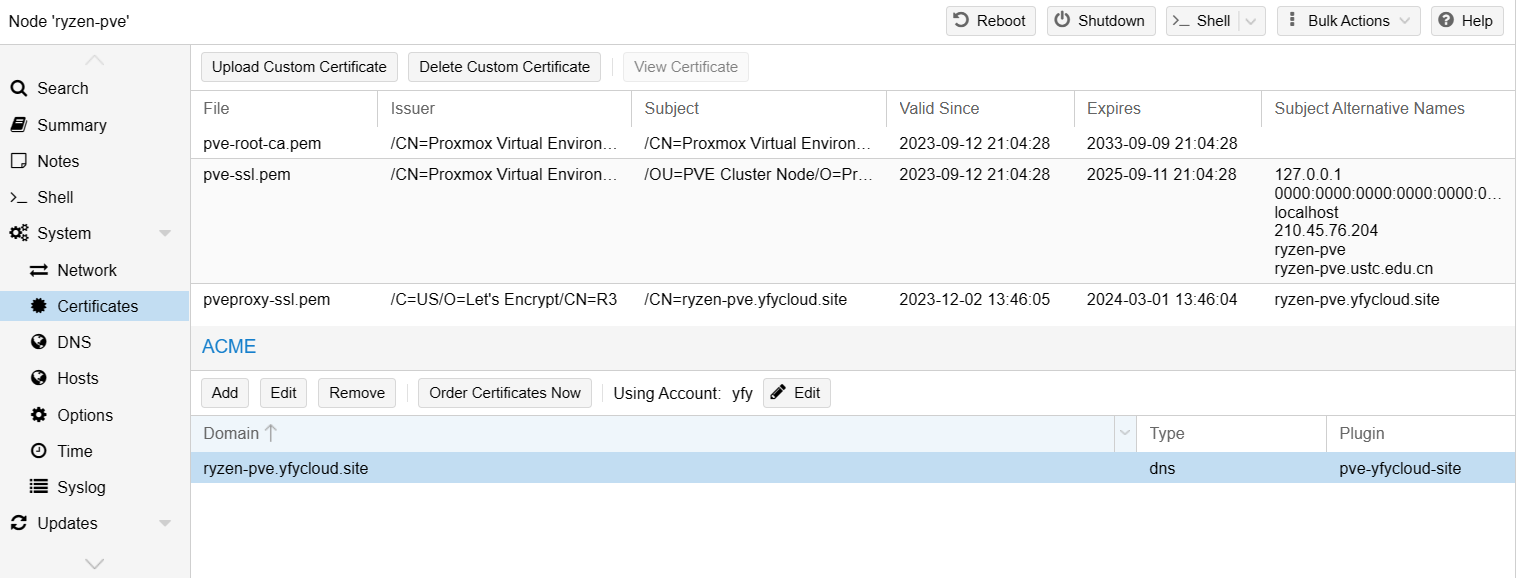 Node 'ryzen-pve'
Reboot
Shutdown
Shell
Bulk Actions
Help
Search
Summary
Notes
Shell
System
Network
Certificates
DNS
Hosts
Options
Time
Syslog
Updates
Upload Custom Certificate
Delete Custom Certificate
View Certificate
File Issuer Subject Valid Since Expires Subject Alternative Names
pve-root-ca.pem /CN=Proxmox Virtual Environ... /CN=Proxmox Virtual Environ... 2023-09-12 21:04:28 2033-09-09 21:04:28
pve-ssl.pem /CN=Proxmox Virtual Environ... /OU=PVE Cluster Node/O=Pr... 2023-09-12 21:04:28 2025-09-11 21:04:28 127.0.0.1
0000:0000:0000:0000:0000:0...
localhost
210.45.76.204
ryzen-pve
ryzen-pve.ustc.edu.cn
pveproxy-ssl.pem /C=US/O=Let's Encrypt/CN=R3 /CN=ryzen-pve.yfycloud.site 2023-12-02 13:46:05 2024-03-01 13:46:04 ryzen-pve.yfycloud.site
ACME
Add
Edit
Remove
Order Certificates Now
Using Account: yfy
Edit
Domain Type Plugin
ryzen-pve.yfycloud.site dns pve-yfycloud-site